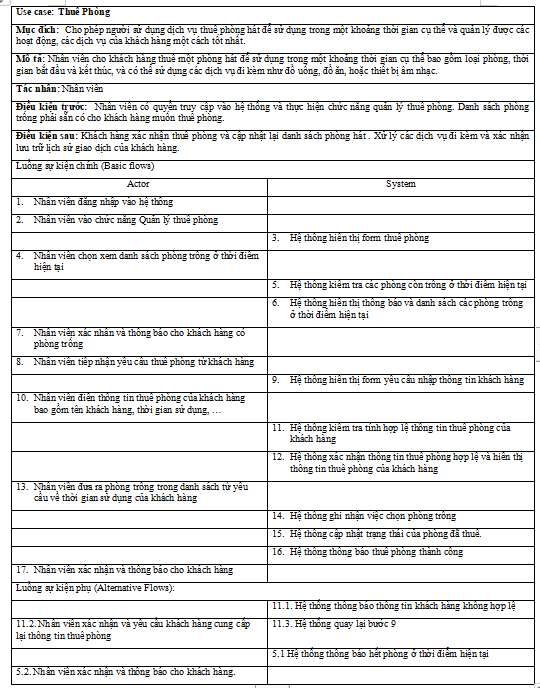 Use case: Thuê Phòng
Mục đích: Cho phép người sử dụng dịch vụ thuê phòng hát để sử dụng trong một khoảng thời gian cụ thể và quản lý được các
hoạt động, các dịch vụ của khách hàng một cách tốt nhất.
Mô tả: Nhân viên cho khách hàng thuê một phòng hát để sử dụng trong một khoảng thời gian cụ thể bao gồm loại phòng, thời
gian bắt đầu và kết thúc, và có thể sử dụng các dịch vụ đi kèm như đồ uống, đồ ăn, hoặc thiết bị âm nhạc.
Tác nhân: Nhân viên
Điều kiện trước: Nhân viên có quyền truy cập vào hệ thống và thực hiện chức năng quản lý thuê phòng. Danh sách phòng
trống phải sẵn có cho khách hàng muốn thuê phòng.
Điều kiện sau: Khách hàng xác nhận thuê phòng và cập nhật lại danh sách phòng hát . Xử lý các dịch vụ đi kèm và xác nhận
lưu trữ lịch sử giao dịch của khách hàng.
Luồng sự kiện chính (Basic flows)
Actor
System
1. Nhân viên đăng nhập vào hệ thống
2. Nhân viên vào chức năng Quản lý thuê phòng
3. Hệ thống hiển thị form thuê phòng
4. Nhân viên chọn xem danh sách phòng trống ở thời điểm
hiện tại
5. Hệ thống kiểm tra các phòng còn trống ở thời điểm hiện tại
6. Hệ thống hiển thị thông báo và danh sách các phòng trống
ở thời điểm hiện tại
7. Nhân viên xác nhận và thông báo cho khách hàng có
phòng trống
8. Nhân viên tiếp nhận yêu cầu thuê phòng từ khách hàng
9. Hệ thống hiển thị form yêu cầu nhập thông tin khách hàng
10. Nhân viên điền thông tin thuê phòng của khách hàng
bao gồm tên khách hàng, thời gian sử dụng, …
11. Hệ thống kiểm tra tính hợp lệ thông tin thuê phòng của
khách hàng
12. Hệ thống xác nhận thông tin thuê phòng hợp lệ và hiển thị
thông tin thuê phòng của khách hàng
13. Nhân viên đưa ra phòng trống trong danh sách từ yêu
cầu về thời gian sử dụng của khách hàng
14. Hệ thống ghi nhận việc chọn phòng trống
15. Hệ thống cập nhật trạng thái của phòng đã thuê.
16. Hệ thống thông báo thuê phòng thành công
17. Nhân viên xác nhận và thông báo cho khách hàng
Luồng sự kiện phụ (Alternative Flows):
11.1. Hệ thống thông báo thông tin khách hàng không hợp lệ
11.2.Nhân viên xác nhận và yêu cầu khách hàng cung cấp
lại thông tin thuê phòng
11.3. Hệ thống quay lại bước 9
5.1 Hệ thống thông báo hết phòng ở thời điểm hiện tại
5.2. Nhân viên xác nhận và thông báo cho khách hàng.